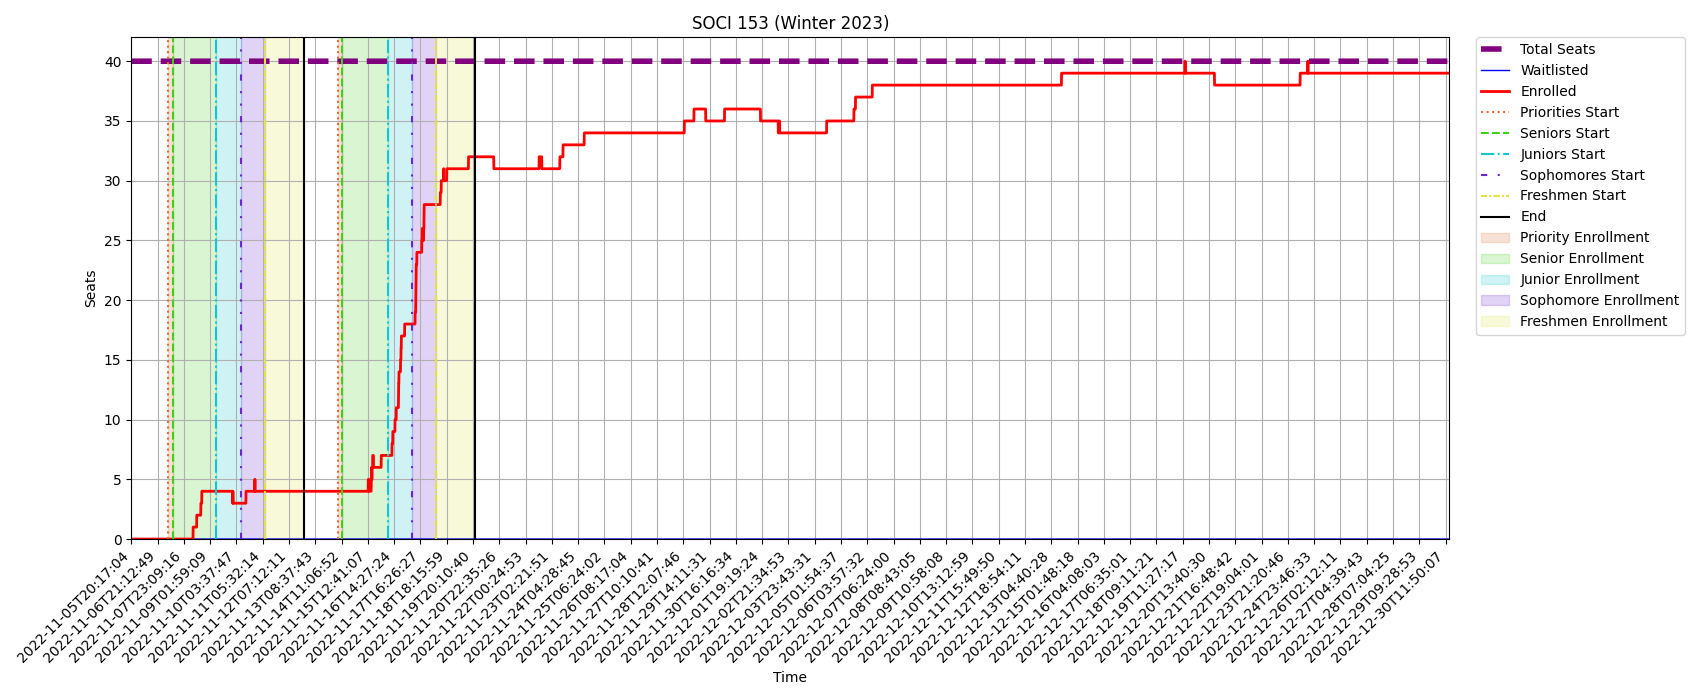 SOCI 153 (Winter 2023)
Seats
40
35
30
25
20
15
10
5
0
2022-11-05T20:17:04
2022-11-06T21:12:49
2022-11-07T23:09:16
2022-11-09T01:59:09
2022-11-10T03:37:47
2022-11-11T05:32:14
2022-11-12T07:12:11
2022-11-13T08:37:43
2022-11-14T11:06:52
2022-11-15T12:41:07
2022-11-16T14:27:24
2022-11-17T16:26:27
2022-11-18T18:15:59
2022-11-19T20:10:40
2022-11-20T22:35:26
2022-11-22T00:24:53
2022-11-23T02:21:51
2022-11-24T04:28:45
2022-11-25T06:24:02
2022-11-26T08:17:04
2022-11-27T10:10:41
2022-11-28T12:07:46
2022-11-29T14:11:31
2022-11-30T16:16:34
2022-12-01T19:19:24
2022-12-02T21:34:53
2022-12-03T23:43:31
2022-12-05T01:54:37
2022-12-06T03:57:32
2022-12-07T06:24:00
2022-12-08T08:43:05
2022-12-09T10:58:08
2022-12-10T13:12:59
2022-12-11T15:49:50
2022-12-12T18:54:11
2022-12-13T04:40:28
2022-12-15T01:48:18
2022-12-16T04:08:03
2022-12-17T06:35:01
2022-12-18T09:11:21
2022-12-19T11:27:17
2022-12-20T13:40:30
2022-12-21T16:48:42
2022-12-22T19:04:01
2022-12-23T21:20:46
2022-12-24T23:46:33
2022-12-26T02:12:11
2022-12-27T04:39:43
2022-12-28T07:04:25
2022-12-29T09:28:53
2022-12-30T11:50:07
Time
Total Seats
Waitlisted
Enrolled
Priorities Start
Seniors Start
Juniors Start
Sophomores Start
Freshmen Start
End
Priority Enrollment
Senior Enrollment
Junior Enrollment
Sophomore Enrollment
Freshmen Enrollment